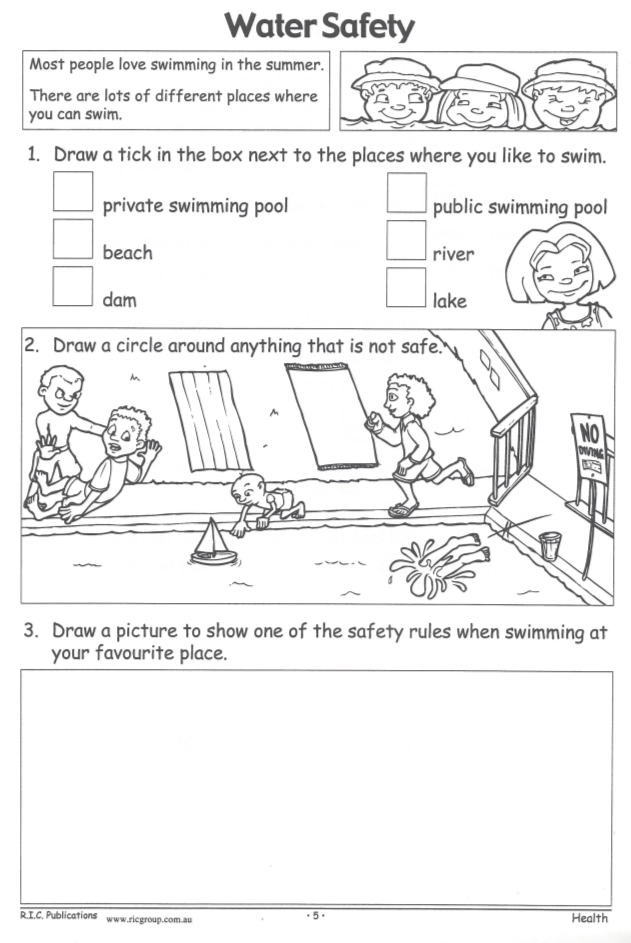 Water Safety
Most people love swimming in the summer.
There are lots of different places where
you can swim.
1. Draw a tick in the box next to the places where you like to swim.
private swimming pool
public swimming pool
beach
river
dam
lake
2. Draw a circle around anything that is not safe.
NO
DIVING
3. Draw a picture to show one of the safety rules when swimming at
your favourite place.
R.I.C. Publications www.ricgroup.com.au
· 5 ·
Health